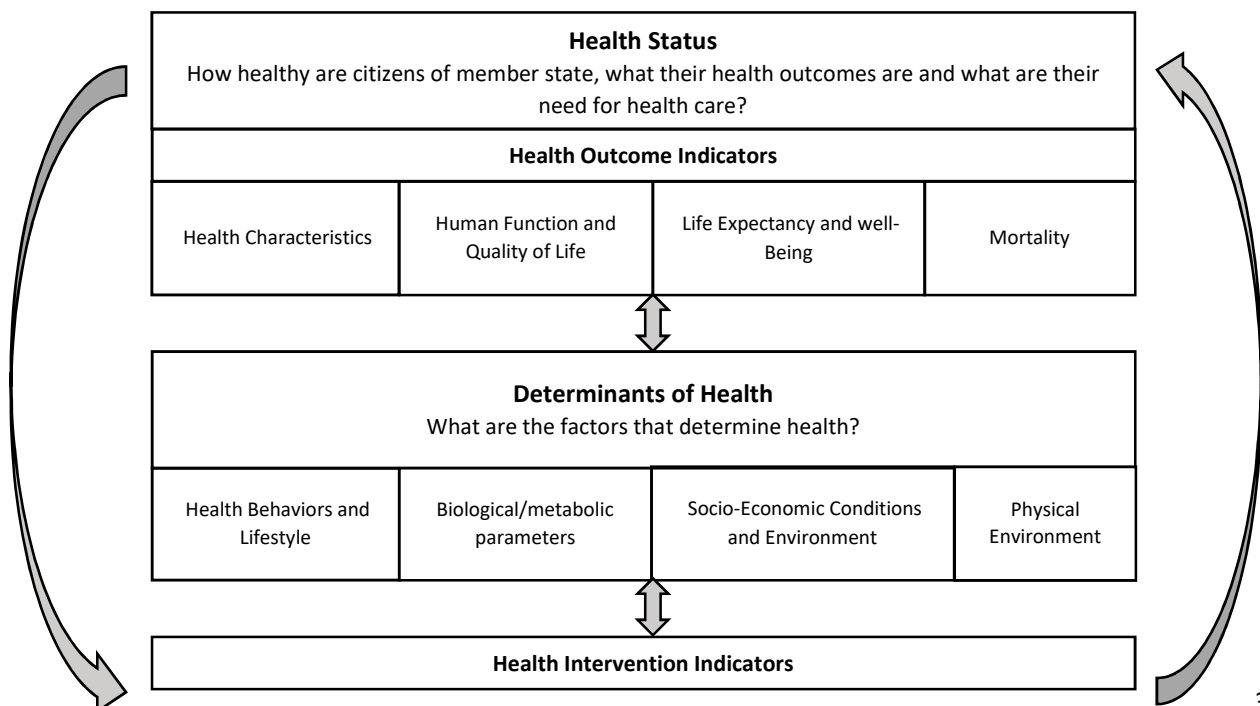 Health Status
How healthy are citizens of member state, what their health outcomes are and what are their
need for health care?
Health Outcome Indicators
Health Characteristics
Human Function and
Quality of Life
Life Expectancy and well-
Being
Mortality
Determinants of Health
What are the factors that determine health?
Health Behaviors and
Lifestyle
Biological/metabolic
parameters
Socio-Economic Conditions
and Environment
Physical
Environment
Health Intervention Indicators